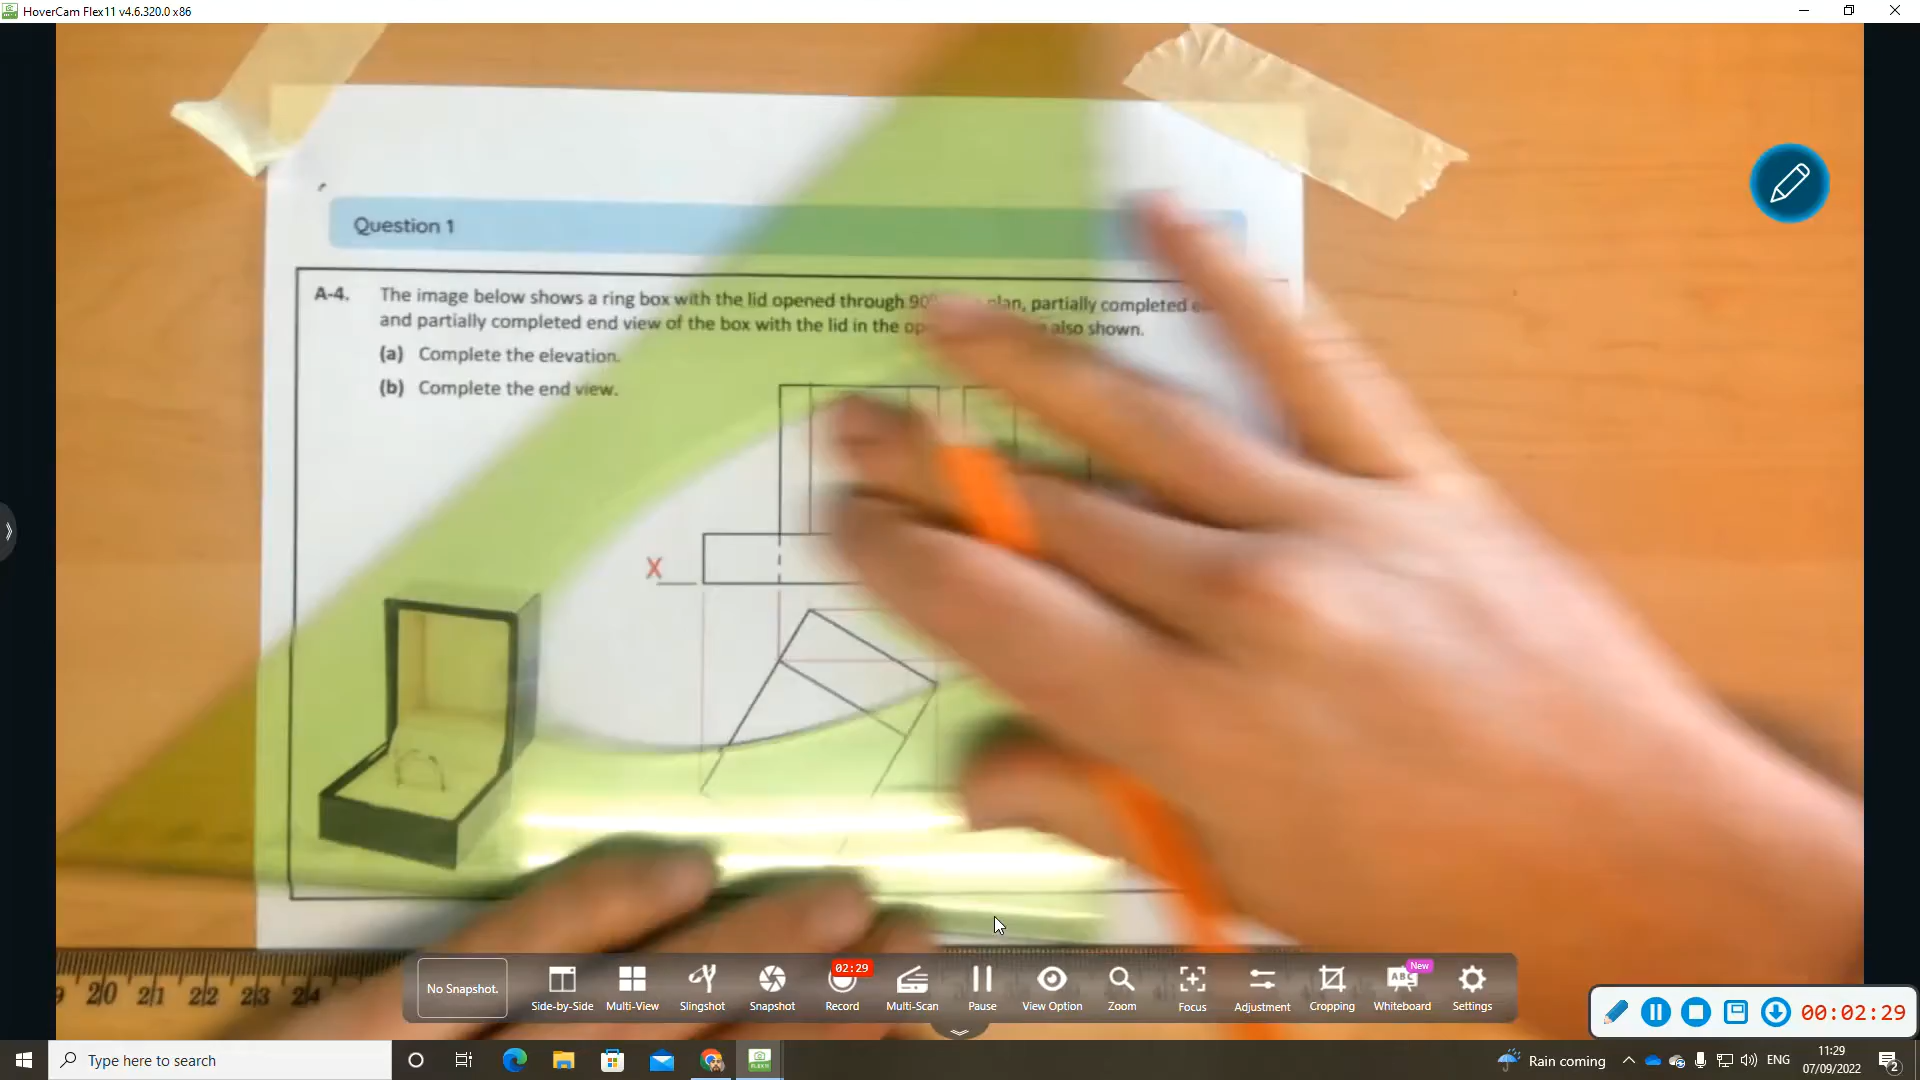 HoverCam Flex11 v4.6.320.0 x86
Question 1
A-4. The image below shows a ring box with the lid opened through 90 plan, partially completed
and partially completed end view of the box with the lid in the also shown.
(a) Complete the elevation.
(b) Complete the end view.
X
20 21 22 23 24
No Snapshot.
Side-by-Side
Multi-View
Slingshot
Snapshot
02:29
Record
Multi-Scan
Pause
View Option
Zoom
Focus
Adjustment
Cropping
ABC
New
Whiteboard
Settings
00:02:29
Type here to search
FLEX11
Rain coming
ENG
11:29
07/09/2022
2